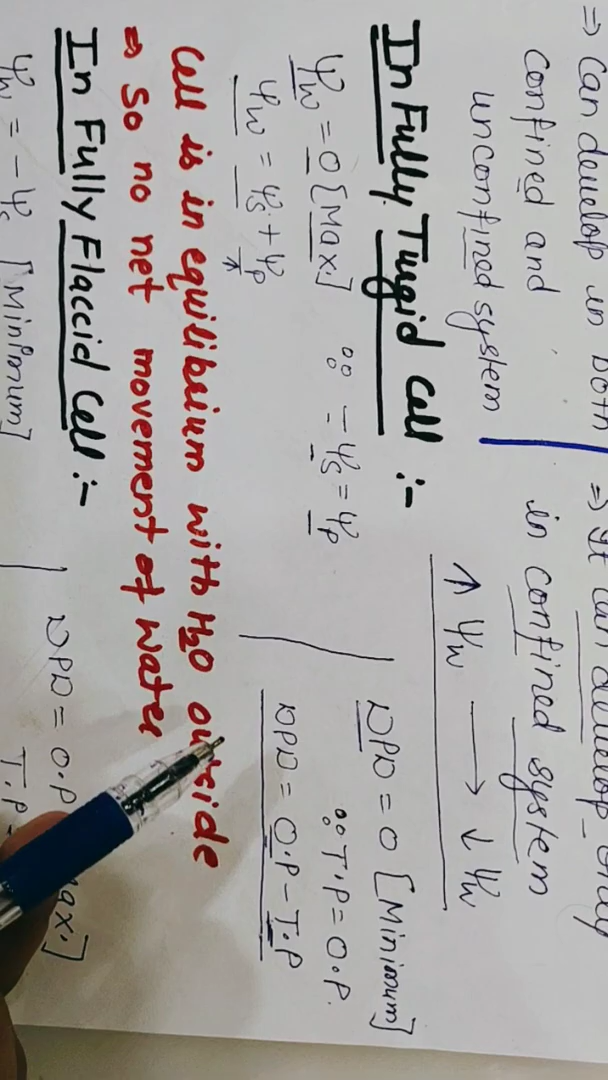 ⇒ Can develop in both
confined and
unconfined system
⇒ It can develop only
in confined system
↑ Ψw ⟶ ↓ Ψw
In Fully Turgid Cell :-
Ψw = 0 [Max.] ∵ -Ψs = Ψp
Ψw = Ψs + Ψp
DPD = 0 [Minimum]
∵ T.P = O.P.
DPD = O.P - T.P
Cell is in equilibrium with H2O outside
⇒ So no net movement of water
In Fully Flaccid Cell :-
Ψw = -Ψs [Minimum]
DPD = O.P
T.P